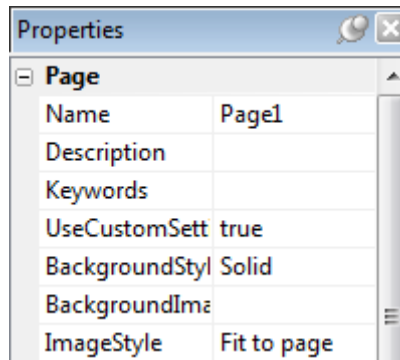 Properties
Page
Name Page1
Description
Keywords
UseCustomSett true
BackgroundStyl Solid
BackgroundIma
ImageStyle Fit to page